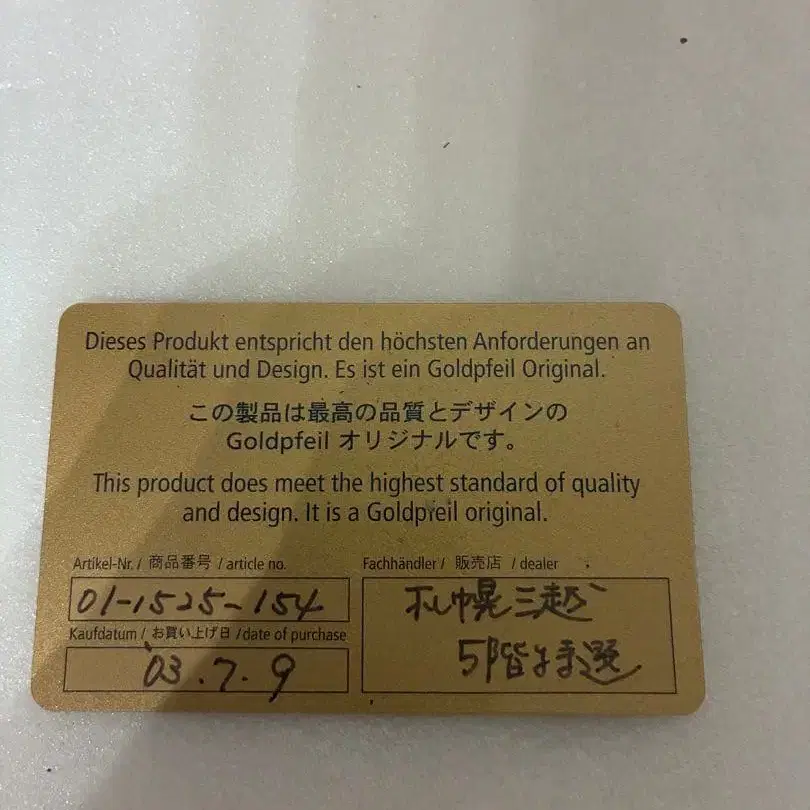 Dieses Produkt entspricht den höchsten Anforderungen an
Qualität und Design. Es ist ein Goldpfeil Original.
この製品は最高の品質とデザインの
Goldpfeil オリジナルです。
This product does meet the highest standard of quality
and design. It is a Goldpfeil original.
Artikel-Nr. / 商品番号 / article no.
01-1525-154
Kaufdatum / お買い上げ日 / date of purchase
'03.7.9
Fachhändler / 販売店 / dealer
札幌三越
5階特選